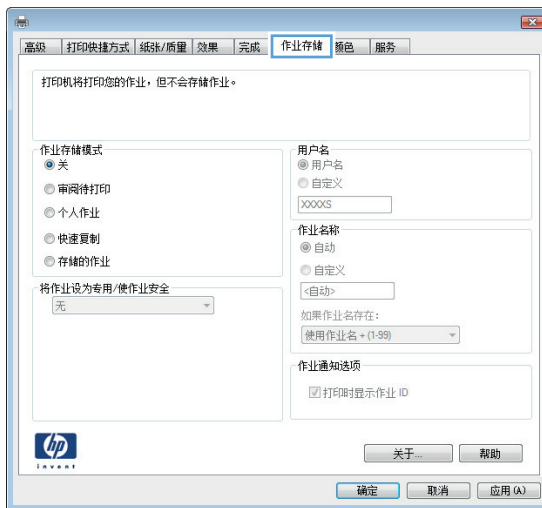 高级 打印快捷方式 纸张/质量 效果 完成 作业存储 颜色 服务
打印机将打印您的作业，但不会存储作业。
作业存储模式
关
审阅待打印
个人作业
快速复制
存储的作业
将作业设为专用/使作业安全
无
用户名
用户名
自定义
XXXXS
作业名称
自动
自定义
<自动>
如果作业名存在：
使用作业名 + (1-99)
作业通知选项
打印时显示作业 ID
hp
invent
关于... 帮助
确定 取消 应用 (A)